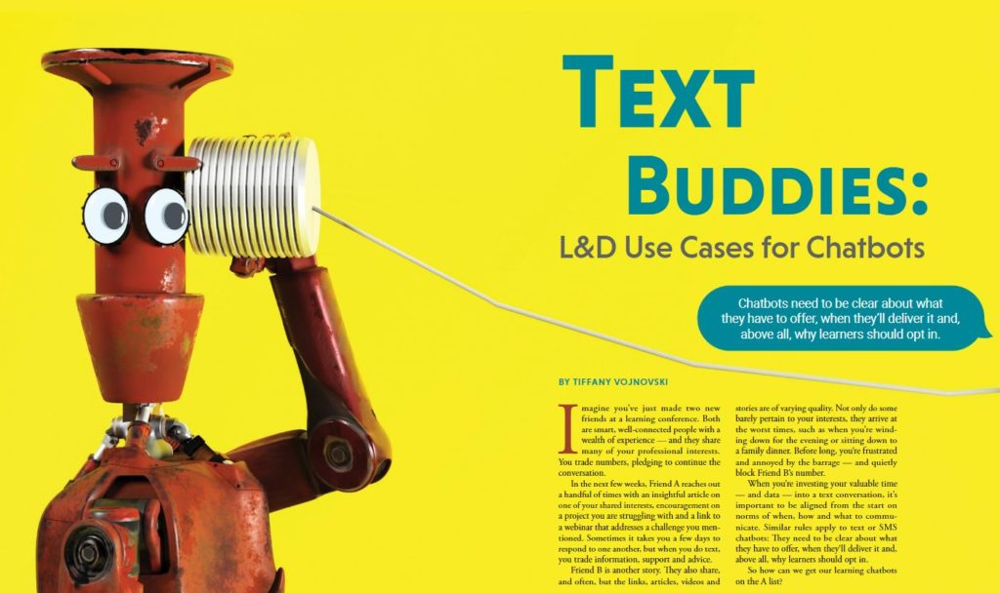 TEXT
BUDDIES:
L&D Use Cases for Chatbots
Chatbots need to be clear about what
they have to offer, when they'll deliver it and,
above all, why learners should opt in.
BY TIFFANY VOJNOVSKI
Imagine you've just made two new
friends at a learning conference. Both
are smart, well-connected people with a
wealth of experience — and they share
many of your professional interests.
You trade numbers, pledging to continue the
conversation.
In the next few weeks, Friend A reaches out
a handful of times with an insightful article on
one of your shared interests, encouragement on
a project you are struggling with and a link to
a webinar that addresses a challenge you men-
tioned. Sometimes it takes you a few days to
respond to one another, but when you do text,
you trade information, support and advice.
Friend B is another story. They also share,
and often, but the links, articles, videos and
stories are of varying quality. Not only do some
barely pertain to your interests, they arrive at
the worst times, such as when you're wind-
ing down for the evening or sitting down to
a family dinner. Before long, you're frustrated
and annoyed by the barrage — and quietly
block Friend B's number.
When you're investing your valuable time
— and data — into a text conversation, it's
important to be aligned from the start on
norms of when, how and what to commu-
nicate. Similar rules apply to text or SMS
chatbots: They need to be clear about what
they have to offer, when they'll deliver it and,
above all, why learners should opt in.
So how can we get our learning chatbots
on the A list?